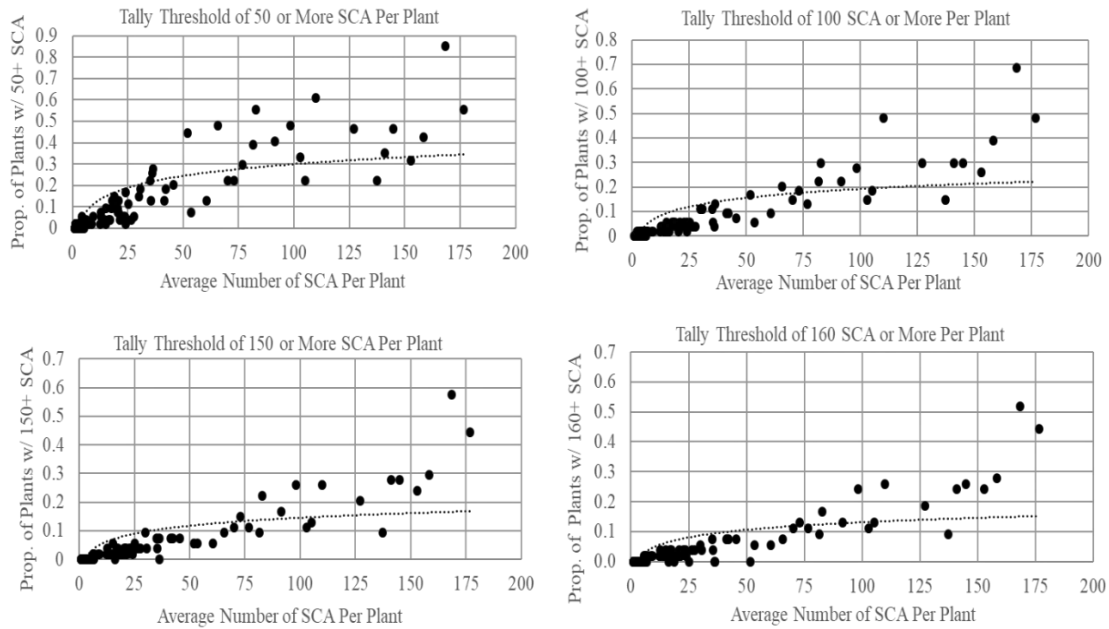 Tally Threshold of 50 or More SCA Per Plant
Prop. of Plants w/ 50+ SCA
0.9
0.8
0.7
0.6
0.5
0.4
0.3
0.2
0.1
0
0 25 50 75 100 125 150 175 200
Average Number of SCA Per Plant
Tally Threshold of 100 SCA or More Per Plant
Prop. of Plants w/ 100+ SCA
0.8
0.7
0.6
0.5
0.4
0.3
0.2
0.1
0
0 25 50 75 100 125 150 175 200
Average Number of SCA Per Plant
Tally Threshold of 150 or More SCA Per Plant
Prop. of Plants w/ 150+ SCA
0.7
0.6
0.5
0.4
0.3
0.2
0.1
0
0 25 50 75 100 125 150 175 200
Average Number of SCA Per Plant
Tally Threshold of 160 SCA or More Per Plant
Prop. of Plants w/ 160+ SCA
0.7
0.6
0.5
0.4
0.3
0.2
0.1
0
0 25 50 75 100 125 150 175 200
Average Number of SCA Per Plant